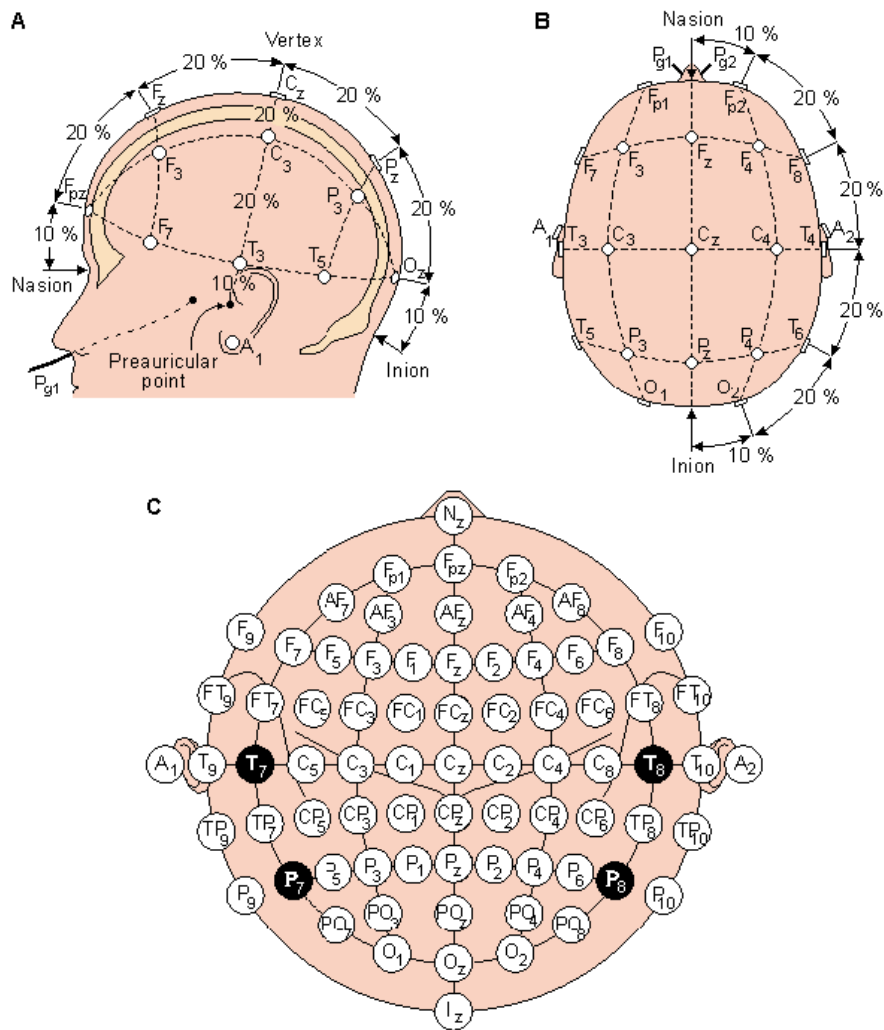 A
Vertex
20 %
20 %
Fz
Cz
20 %
20 %
20 %
F3
C3
Pz
Fpz
P3
20 %
20 %
F7
10 %
T3
T5
Oz
Nasion
10 %
10 %
A1
Preauricular
point
Inion
Pg1
B
Nasion
10 %
Pg1
Pg2
Fp1
Fp2
20 %
F7
F3
Fz
F4
F8
20 %
A1
T3
C3
Cz
C4
T4
A2
20 %
T5
P3
Pz
P4
T6
O1
O2
20 %
10 %
Inion
C
Nz
Fp1 Fpz Fp2
AF7 AF3 AFz AF4 AF8
F9 F7 F5 F3 F1 Fz F2 F4 F6 F8 F10
FT9 FT7 FC5 FC3 FC1 FCz FC2 FC4 FC6 FT8 FT10
A1 T9 T7 C5 C3 C1 Cz C2 C4 C8 T8 T10 A2
TP9 TP7 CP5 CP3 CP1 CPz CP2 CP4 CP6 TP8 TP10
P9 P7 P5 P3 P1 Pz P2 P4 P6 P8 P10
PO7 PO3 POz PO4 PO8
O1 Oz O2
Iz